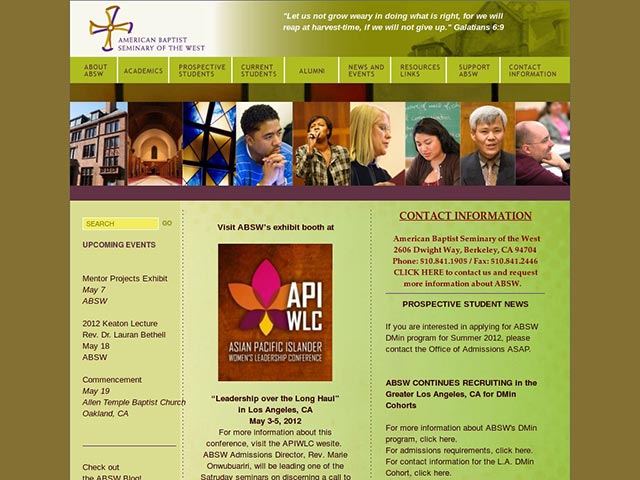 AMERICAN BAPTIST
SEMINARY OF THE WEST
"Let us not grow weary in doing what is right, for we will
reap at harvest-time, if we will not give up." Galatians 6:9
ABOUT
ABSW
ACADEMICS
PROSPECTIVE
STUDENTS
CURRENT
STUDENTS
ALUMNI
NEWS AND
EVENTS
RESOURCES
LINKS
SUPPORT
ABSW
CONTACT
INFORMATION
SEARCH GO
UPCOMING EVENTS
Mentor Projects Exhibit
May 7
ABSW
2012 Keaton Lecture
Rev. Dr. Lauran Bethell
May 18
ABSW
Commencement
May 19
Allen Temple Baptist Church
Oakland, CA
Check out
the ABSW Blog!
Visit ABSW's exhibit booth at
API
WLC
ASIAN PACIFIC ISLANDER
WOMEN'S LEADERSHIP CONFERENCE
"Leadership over the Long Haul"
in Los Angeles, CA
May 3-5, 2012
For more information about this
conference, visit the APIWLC wesite.
ABSW Admissions Director, Rev. Marie
Onwubuariri, will be leading one of the
Satruday seminars on discerning a call to
CONTACT INFORMATION
American Baptist Seminary of the West
2606 Dwight Way, Berkeley, CA 94704
Phone: 510.841.1905 / Fax: 510.841.2446
CLICK HERE to contact us and request
more information about ABSW.
PROSPECTIVE STUDENT NEWS
If you are interested in applying for ABSW
DMin program for Summer 2012, please
contact the Office of Admissions ASAP.
ABSW CONTINUES RECRUITING in the
Greater Los Angeles, CA for DMin
Cohorts
For more information about ABSW's DMin
program, click here.
For admissions requirements, click here.
For contact information for the L.A. DMin
Cohort, click here.